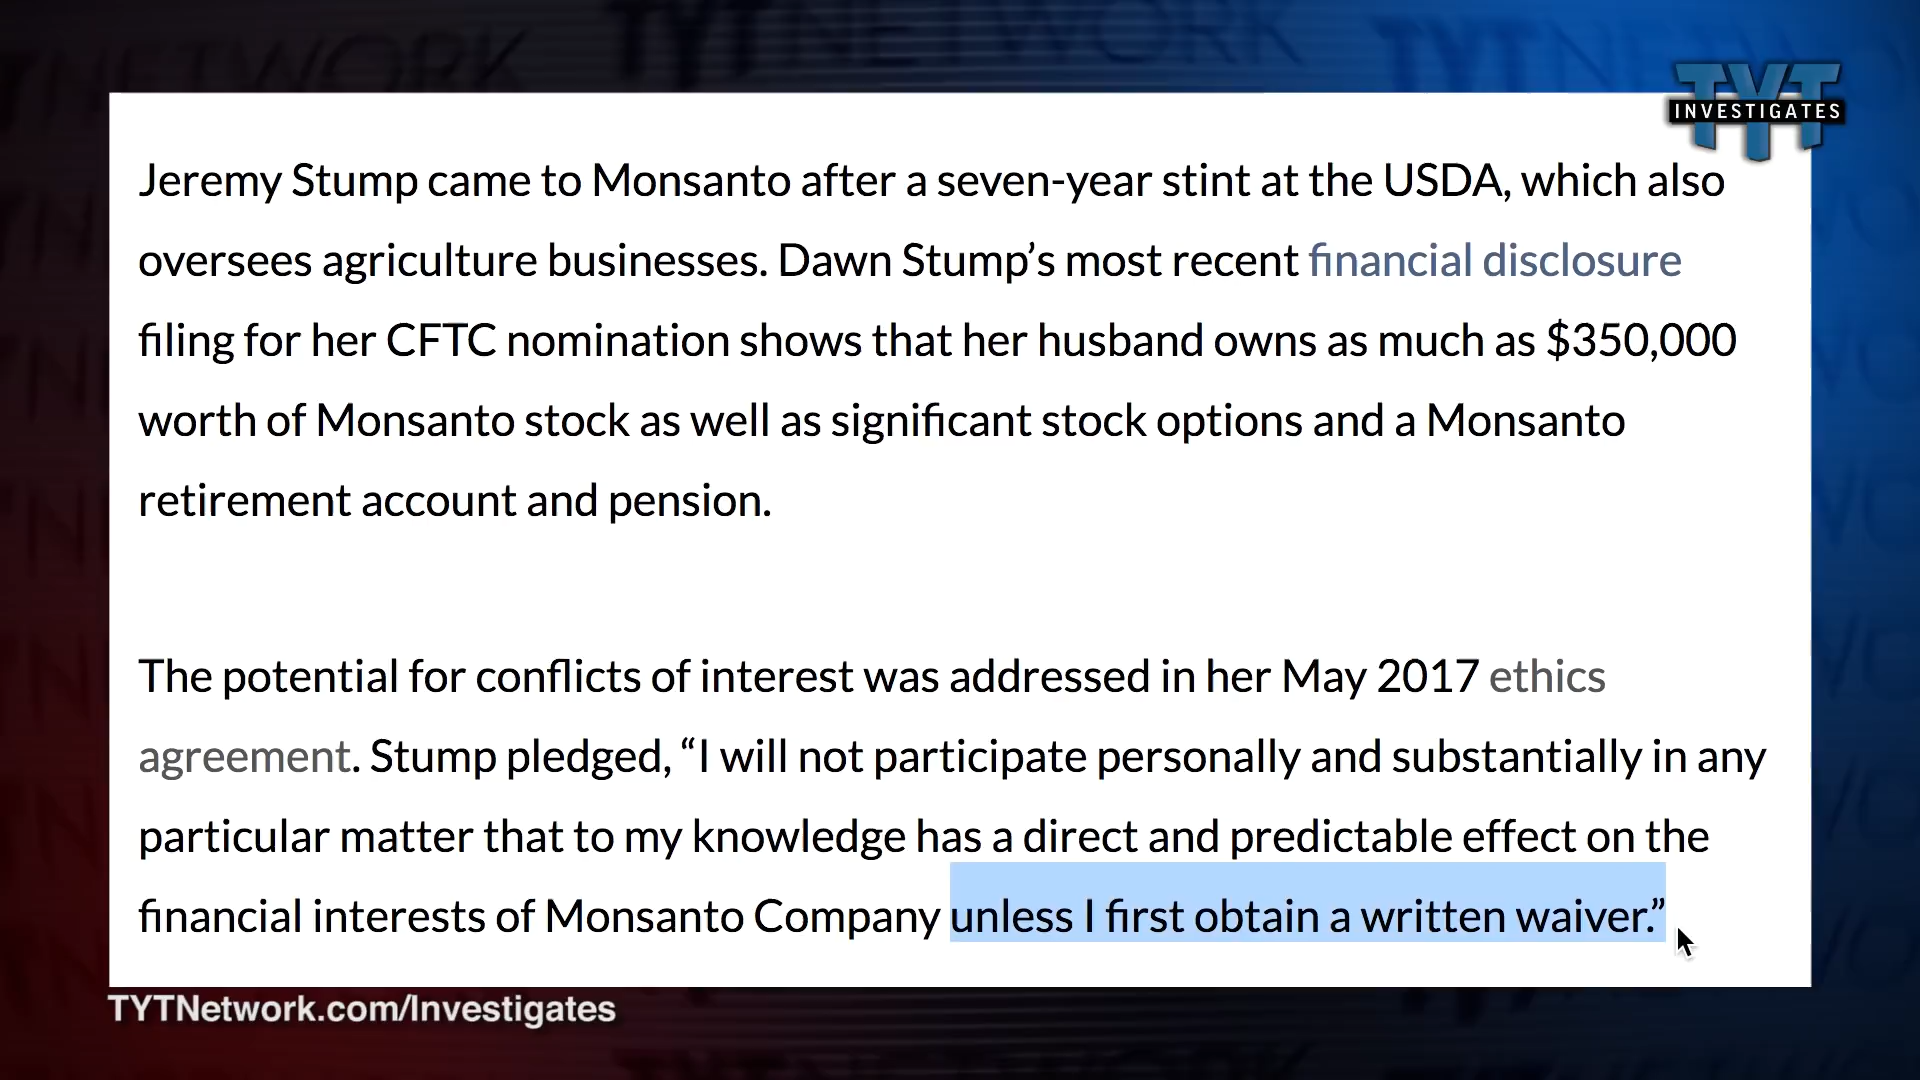 TYT
INVESTIGATES
Jeremy Stump came to Monsanto after a seven-year stint at the USDA, which also
oversees agriculture businesses. Dawn Stump’s most recent financial disclosure
filing for her CFTC nomination shows that her husband owns as much as $350,000
worth of Monsanto stock as well as significant stock options and a Monsanto
retirement account and pension.
The potential for conflicts of interest was addressed in her May 2017 ethics
agreement. Stump pledged, “I will not participate personally and substantially in any
particular matter that to my knowledge has a direct and predictable effect on the
financial interests of Monsanto Company unless I first obtain a written waiver.”
TYTNetwork.com/Investigates